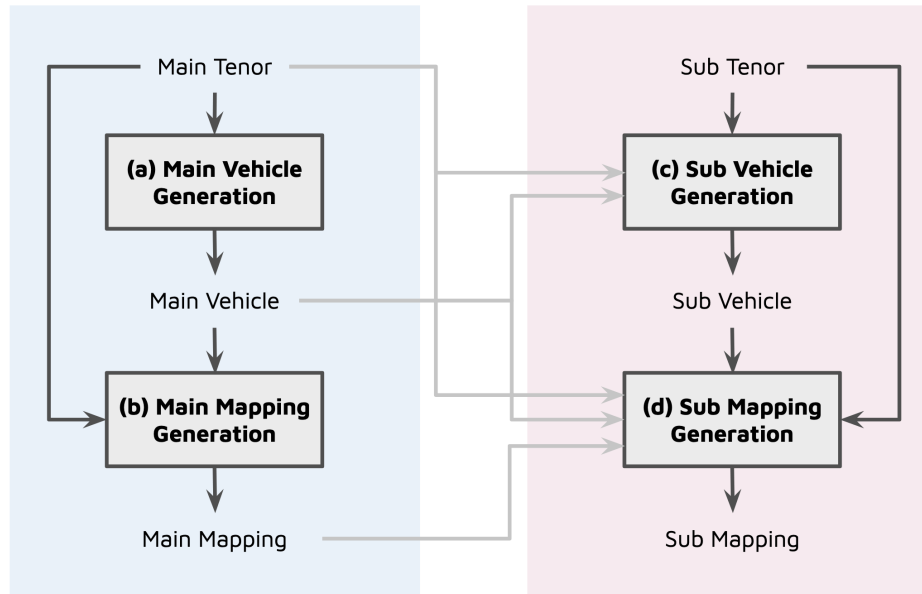 Main Tenor
(a) Main Vehicle
Generation
Main Vehicle
(b) Main Mapping
Generation
Main Mapping
Sub Tenor
(c) Sub Vehicle
Generation
Sub Vehicle
(d) Sub Mapping
Generation
Sub Mapping